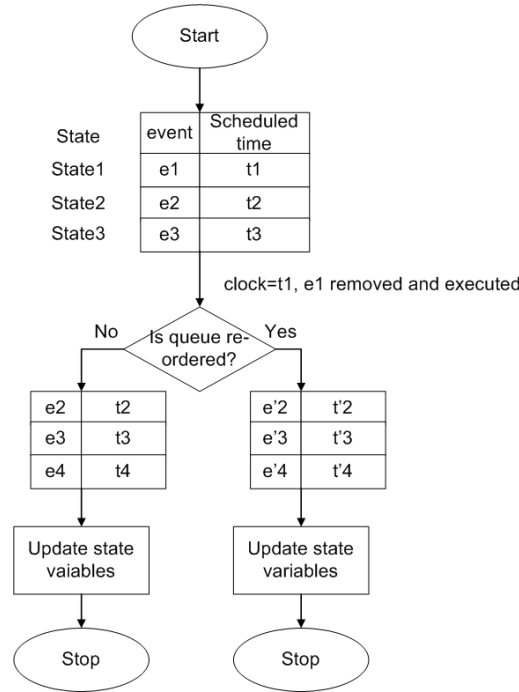 Start
State event Scheduled
time
State1 e1 t1
State2 e2 t2
State3 e3 t3
clock=t1, e1 removed and executed
No Is queue re- Yes
ordered?
e2 t2 e’2 t’2
e3 t3 e’3 t’3
e4 t4 e’4 t’4
Update state Update state
vaiables variables
Stop Stop